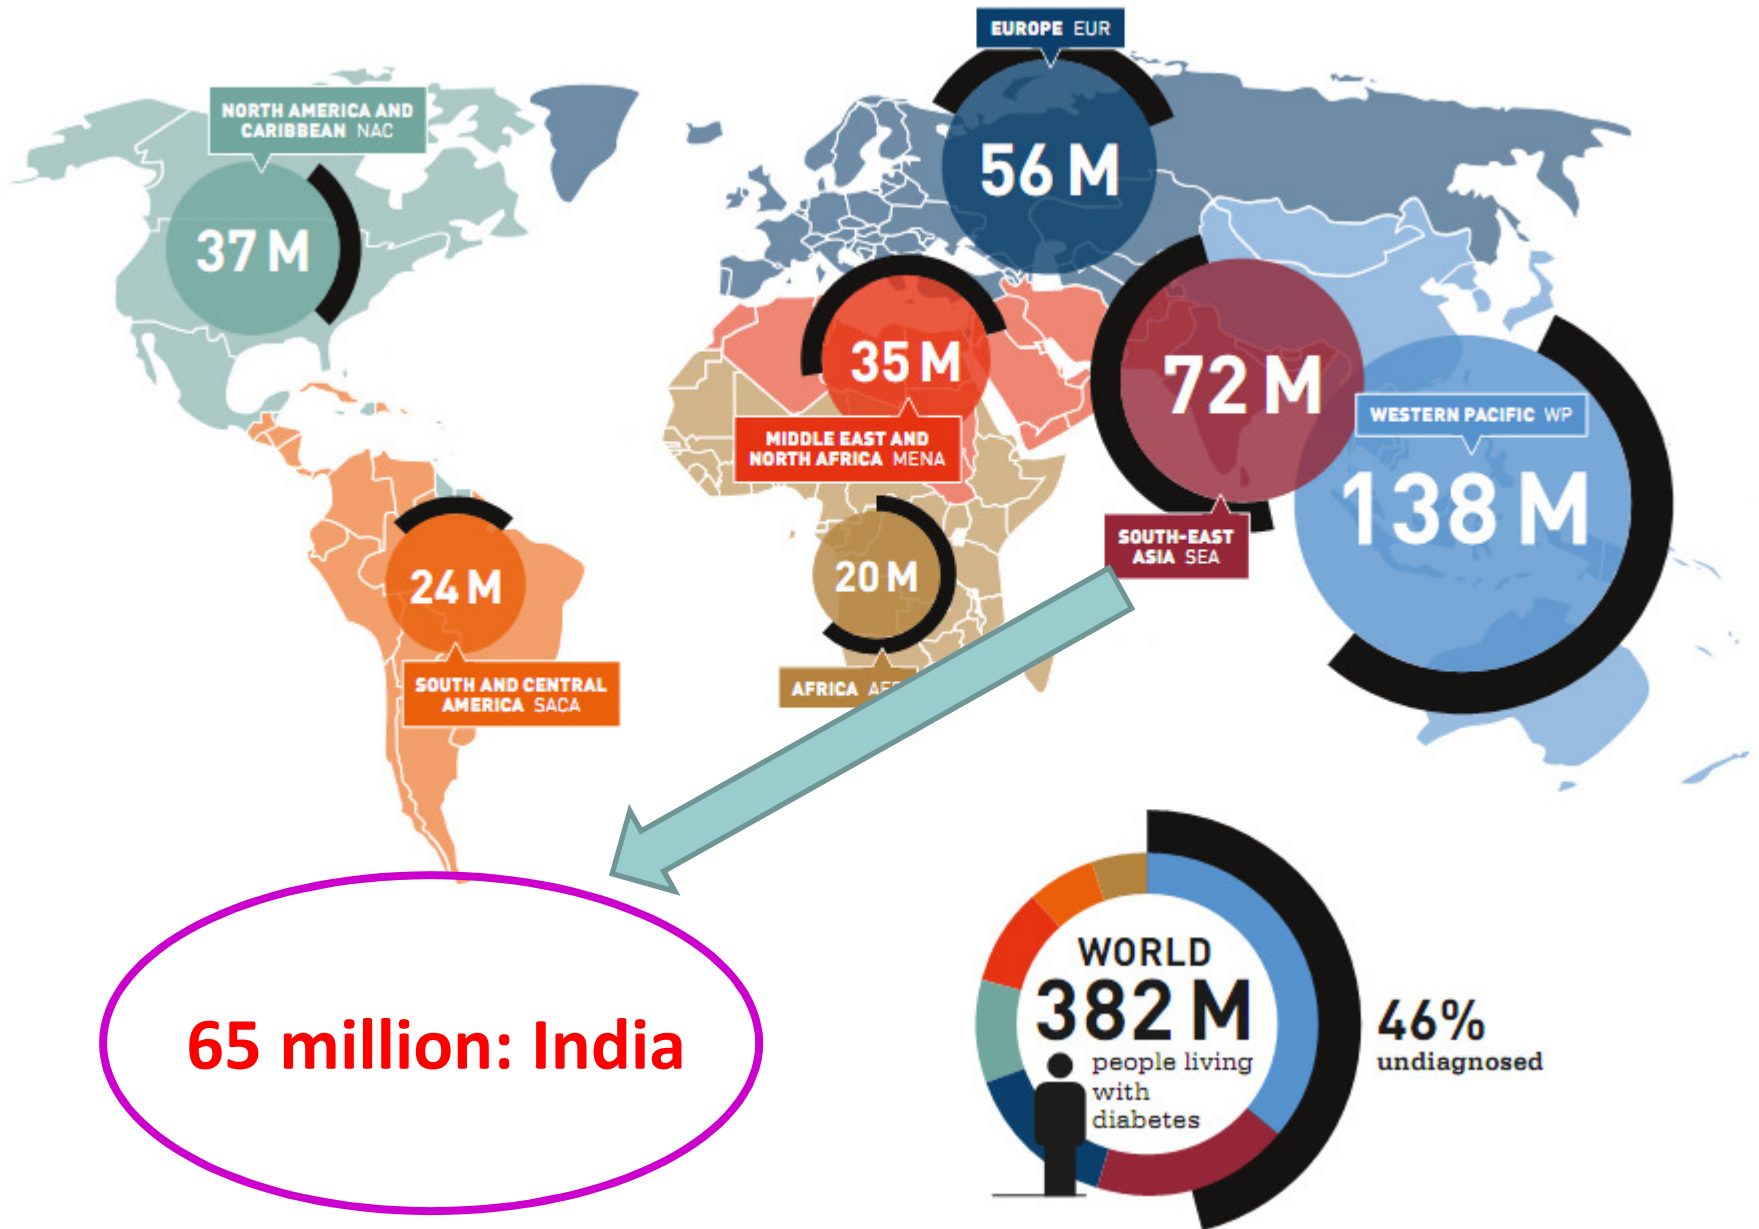 EUROPE EUR
56 M
NORTH AMERICA AND
CARIBBEAN NAC
37 M
35 M
MIDDLE EAST AND
NORTH AFRICA MENA
72 M
SOUTH-EAST
ASIA SEA
WESTERN PACIFIC WP
138 M
24 M
SOUTH AND CENTRAL
AMERICA SACA
20 M
AFRICA
65 million: India
WORLD
382 M
people living
with
diabetes
46%
undiagnosed